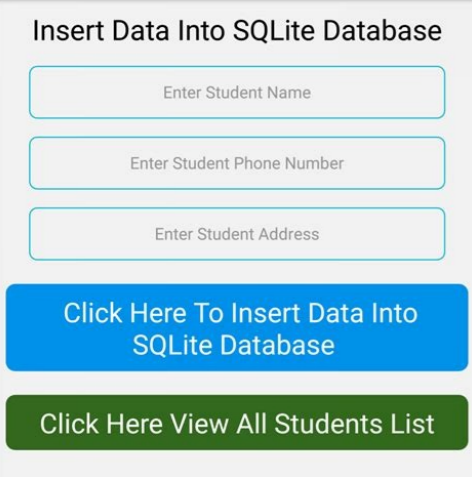 Insert Data Into SQLite Database
Enter Student Name
Enter Student Phone Number
Enter Student Address
Click Here To Insert Data Into
SQLite Database
Click Here View All Students List